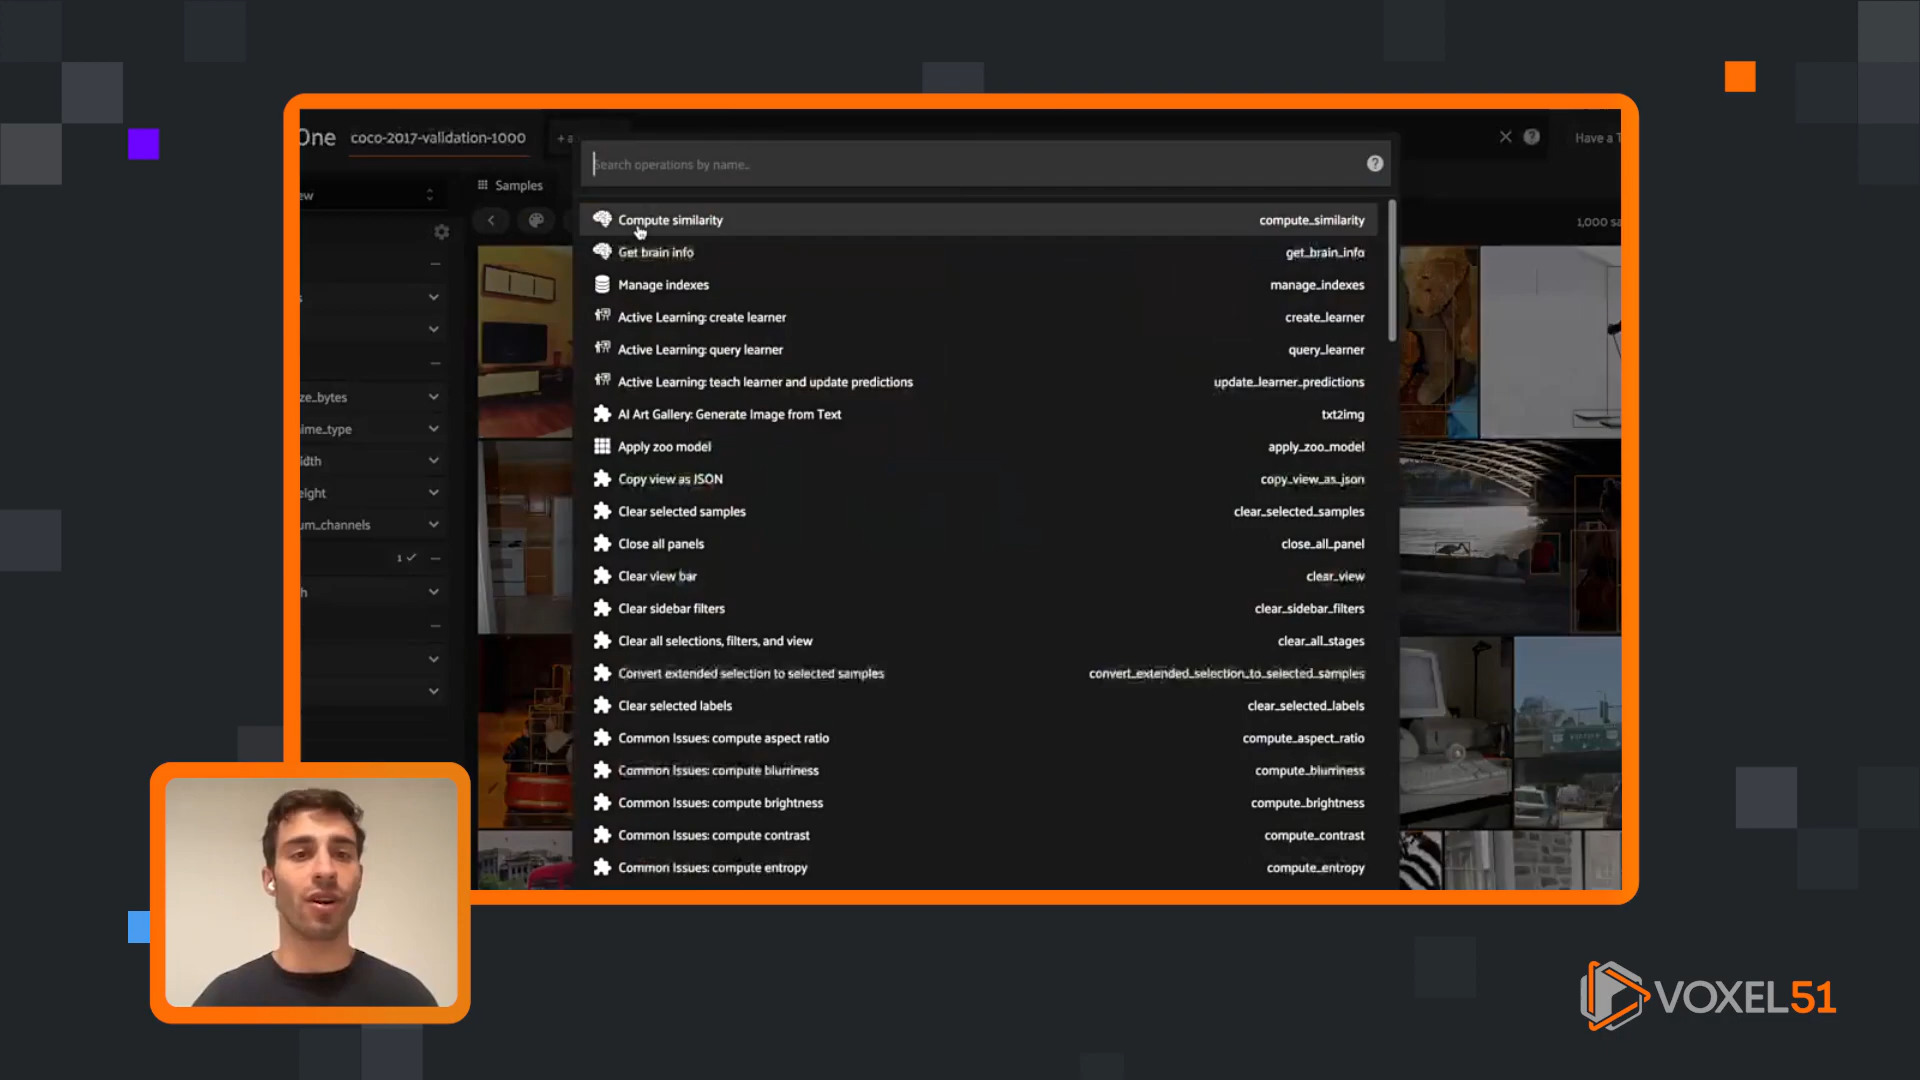 One coco-2017-validation-1000 + a
Search operations by name..
?
?
Have a T
ew
Samples
1,000 sa
Compute similarity compute_similarity
Get brain info get_brain_info
Manage indexes manage_indexes
Active Learning: create learner create_learner
Active Learning: query learner query_learner
Active Learning: teach learner and update predictions update_learner_predictions
AI Art Gallery: Generate Image from Text txt2img
Apply zoo model apply_zoo_model
Copy view as JSON copy_view_as_json
Clear selected samples clear_selected_samples
Close all panels close_all_panel
Clear view bar clear_view
Clear sidebar filters clear_sidebar_filters
Clear all selections, filters, and view clear_all_stages
Convert extended selection to selected samples convert_extended_selection_to_selected_samples
Clear selected labels clear_selected_labels
Common Issues: compute aspect ratio compute_aspect_ratio
Common Issues: compute blurriness compute_blurriness
Common Issues: compute brightness compute_brightness
Common Issues: compute contrast compute_contrast
Common Issues: compute entropy compute_entropy
s
ze_bytes
ime_type
idth
eight
um_channels
1
h
VOXEL51